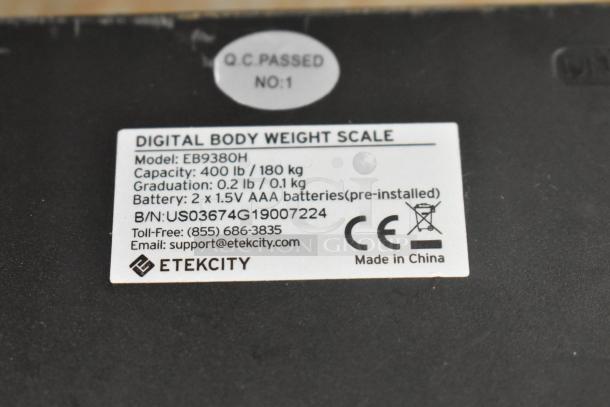 Q.C.PASSED
NO:1
DIGITAL BODY WEIGHT SCALE
Model: EB9380H
Capacity: 400 lb / 180 kg
Graduation: 0.2 lb / 0.1 kg
Battery: 2 x 1.5V AAA batteries(pre-installed)
B/N:US03674G19007224
Toll-Free: (855) 686-3835
Email: support@etekcity.com
CE
ETEKCITY
Made in China